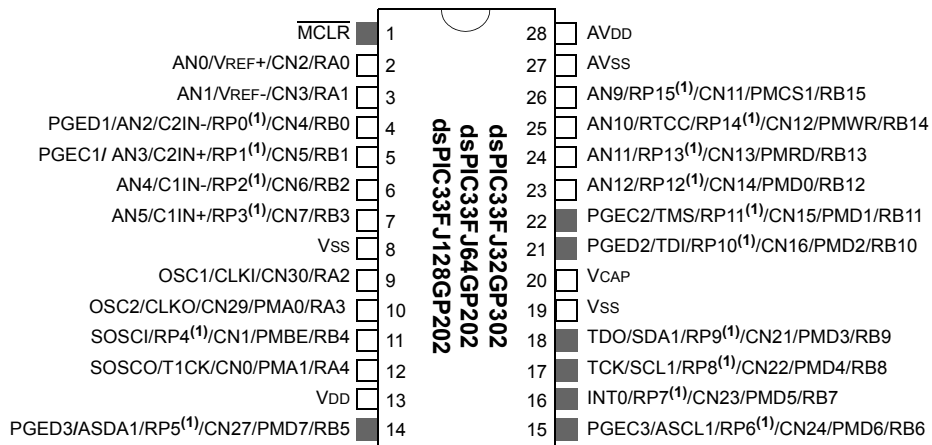 MCLR 1 28 AVDD
AN0/VREF+/CN2/RA0 2 27 AVSS
AN1/VREF-/CN3/RA1 3 26 AN9/RP15(1)/CN11/PMCS1/RB15
PGED1/AN2/C2IN-/RP0(1)/CN4/RB0 4 25 AN10/RTCC/RP14(1)/CN12/PMWR/RB14
PGEC1/ AN3/C2IN+/RP1(1)/CN5/RB1 5 24 AN11/RP13(1)/CN13/PMRD/RB13
AN4/C1IN-/RP2(1)/CN6/RB2 6 23 AN12/RP12(1)/CN14/PMD0/RB12
AN5/C1IN+/RP3(1)/CN7/RB3 7 22 PGEC2/TMS/RP11(1)/CN15/PMD1/RB11
VSS 8 21 PGED2/TDI/RP10(1)/CN16/PMD2/RB10
OSC1/CLKI/CN30/RA2 9 20 VCAP
OSC2/CLKO/CN29/PMA0/RA3 10 19 VSS
SOSCI/RP4(1)/CN1/PMBE/RB4 11 18 TDO/SDA1/RP9(1)/CN21/PMD3/RB9
SOSCO/T1CK/CN0/PMA1/RA4 12 17 TCK/SCL1/RP8(1)/CN22/PMD4/RB8
VDD 13 16 INT0/RP7(1)/CN23/PMD5/RB7
PGED3/ASDA1/RP5(1)/CN27/PMD7/RB5 14 15 PGEC3/ASCL1/RP6(1)/CN24/PMD6/RB6
dsPIC33FJ32GP302
dsPIC33FJ64GP202
dsPIC33FJ128GP202